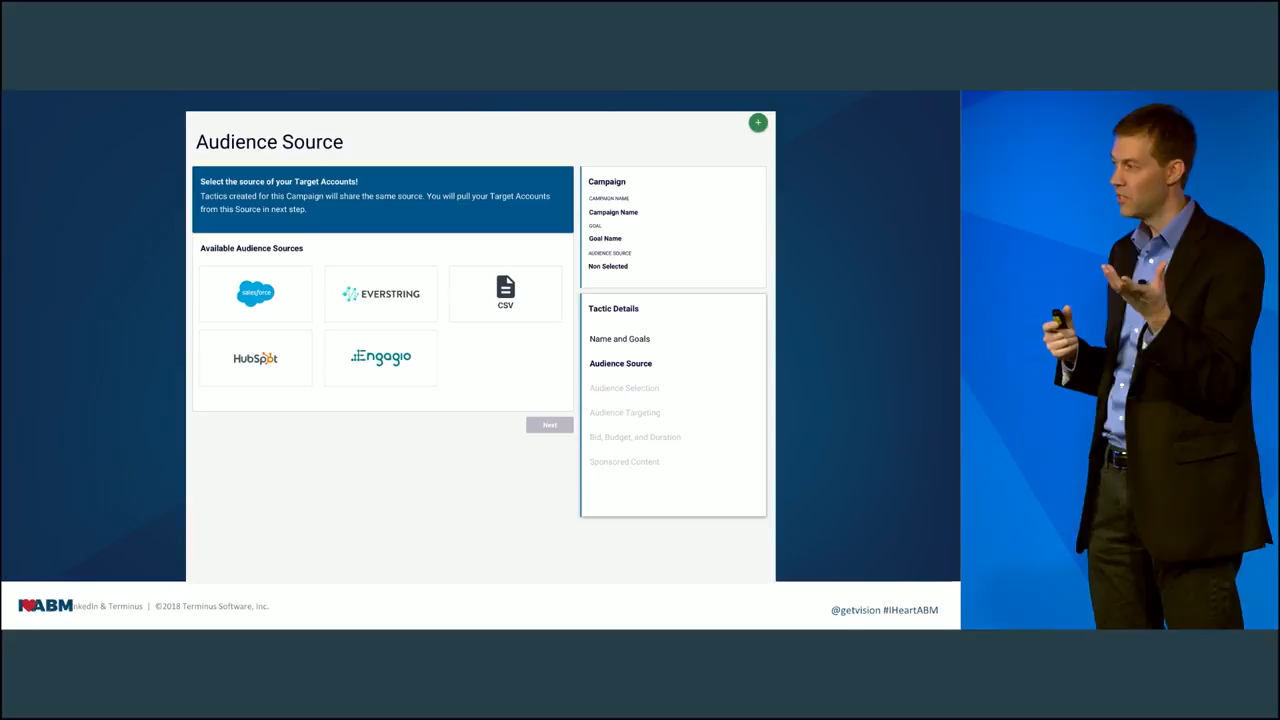 Audience Source
+
Select the source of your Target Accounts!
Tactics created for this Campaign will share the same source. You will pull your Target Accounts
from this Source in next step.
Available Audience Sources
salesforce
EVERSTRING
CSV
HubSpot
Engagio
Next
Campaign
CAMPAIGN NAME
Campaign Name
GOAL
Goal Name
AUDIENCE SOURCE
Non Selected
Tactic Details
Name and Goals
Audience Source
Audience Selection
Audience Targeting
Bid, Budget, and Duration
Sponsored Content
I ABM nkedIn & Terminus | ©2018 Terminus Software, Inc.
@getvision #IHeartABM